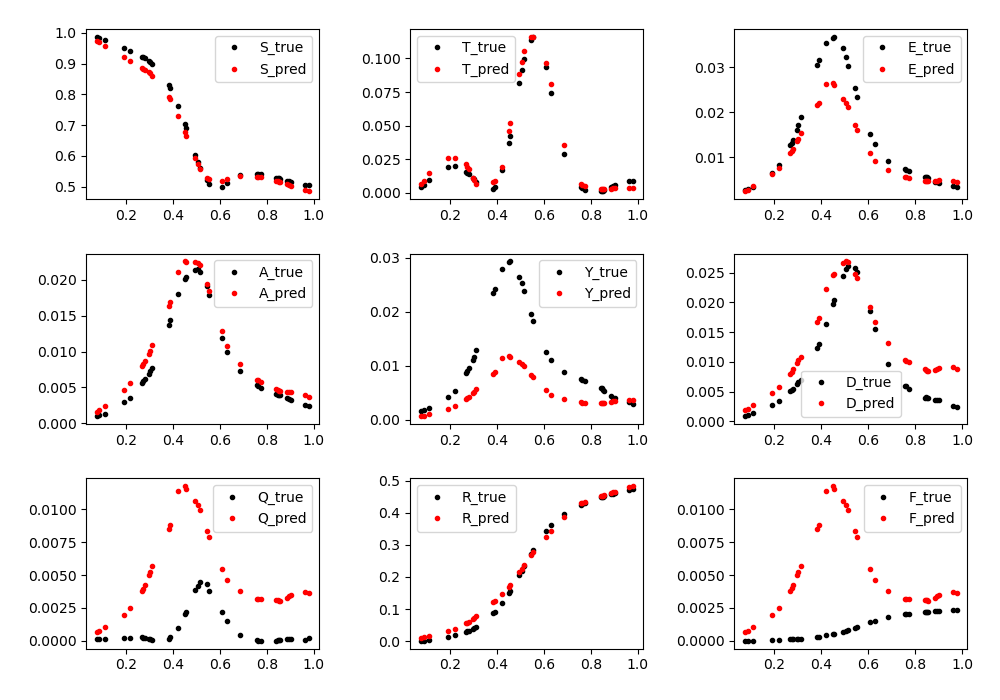 1.0
0.9
0.8
0.7
0.6
0.5
0.2 0.4 0.6 0.8 1.0
S_true
S_pred
0.100
0.075
0.050
0.025
0.000
0.2 0.4 0.6 0.8 1.0
T_true
T_pred
0.03
0.02
0.01
0.2 0.4 0.6 0.8 1.0
E_true
E_pred
0.020
0.015
0.010
0.005
0.000
0.2 0.4 0.6 0.8 1.0
A_true
A_pred
0.03
0.02
0.01
0.00
0.2 0.4 0.6 0.8 1.0
Y_true
Y_pred
0.025
0.020
0.015
0.010
0.005
0.000
0.2 0.4 0.6 0.8 1.0
D_true
D_pred
0.0100
0.0075
0.0050
0.0025
0.0000
0.2 0.4 0.6 0.8 1.0
Q_true
Q_pred
0.5
0.4
0.3
0.2
0.1
0.0
0.2 0.4 0.6 0.8 1.0
R_true
R_pred
0.0100
0.0075
0.0050
0.0025
0.0000
0.2 0.4 0.6 0.8 1.0
F_true
F_pred